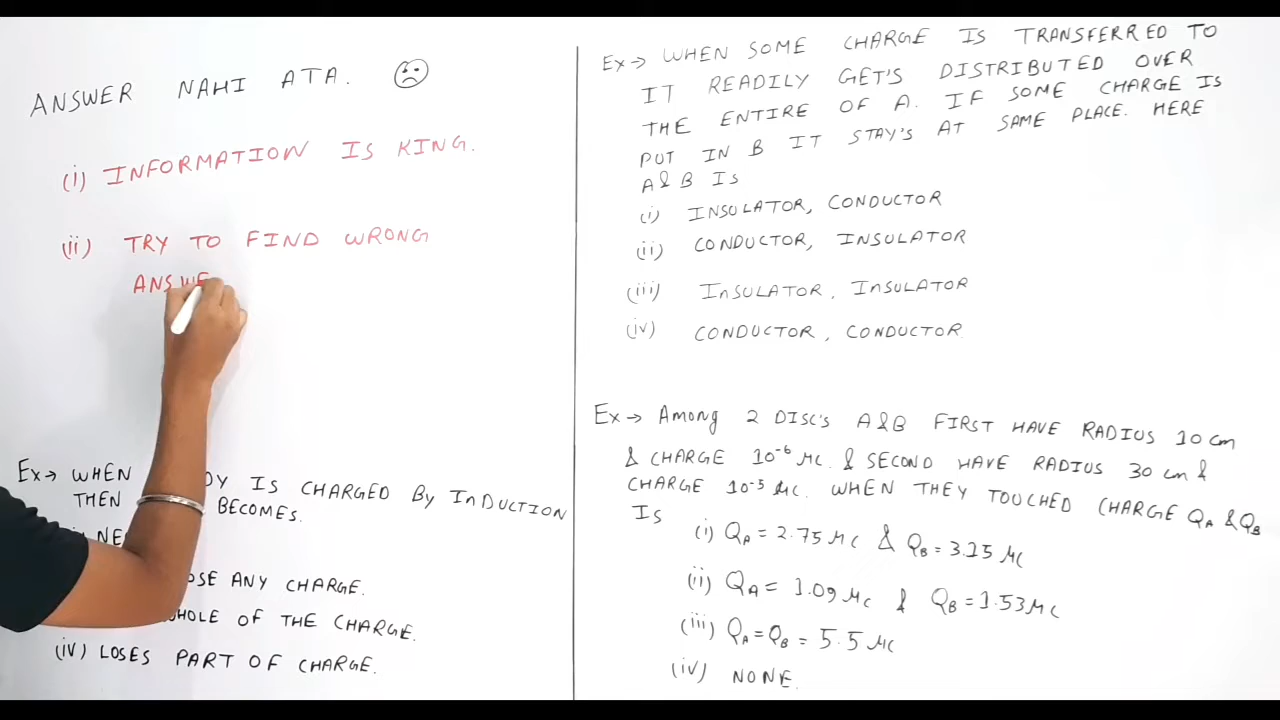 ANSWER NAHI ATA.
(i) INFORMATION IS KING.
(ii) TRY TO FIND WRONG
ANSWE
Ex→ WHEN DY IS CHARGED By InDUCTION
THEN BECOMES.
NE
OSE ANY CHARGE.
WHOLE OF THE CHARGE.
(iv) LOSES PART OF CHARGE.
Ex→ WHEN SOME CHARGE IS TRANSFERRED TO
IT READILY GET'S DISTRIBUTED OVER
THE ENTIRE OF A. IF SOME CHARGE IS
PUT IN B IT STAY'S AT SAME PLACE. HERE
A&B IS
(i) INSULATOR, CONDUCTOR
(ii) CONDUCTOR, INSULATOR
(iii) InSULATOR, InSULATOR
(iv) CONDUCTOR, CONDUCTOR
Ex→ Among 2 DISC'S A&B FIRST HAVE RADIUS 10 cm
& CHARGE 10⁻⁶ μC. & SECOND HAVE RADIUS 30 cm &
CHARGE 10⁻⁵ μC. WHEN THEY TOUCHED CHARGE QA & QB
IS
(i) QA = 2.75 μC & QB = 3.15 μC
(ii) QA = 1.09 μC & QB = 1.53 μC
(iii) QA = QB = 5.5 μC
(iv) NONE.